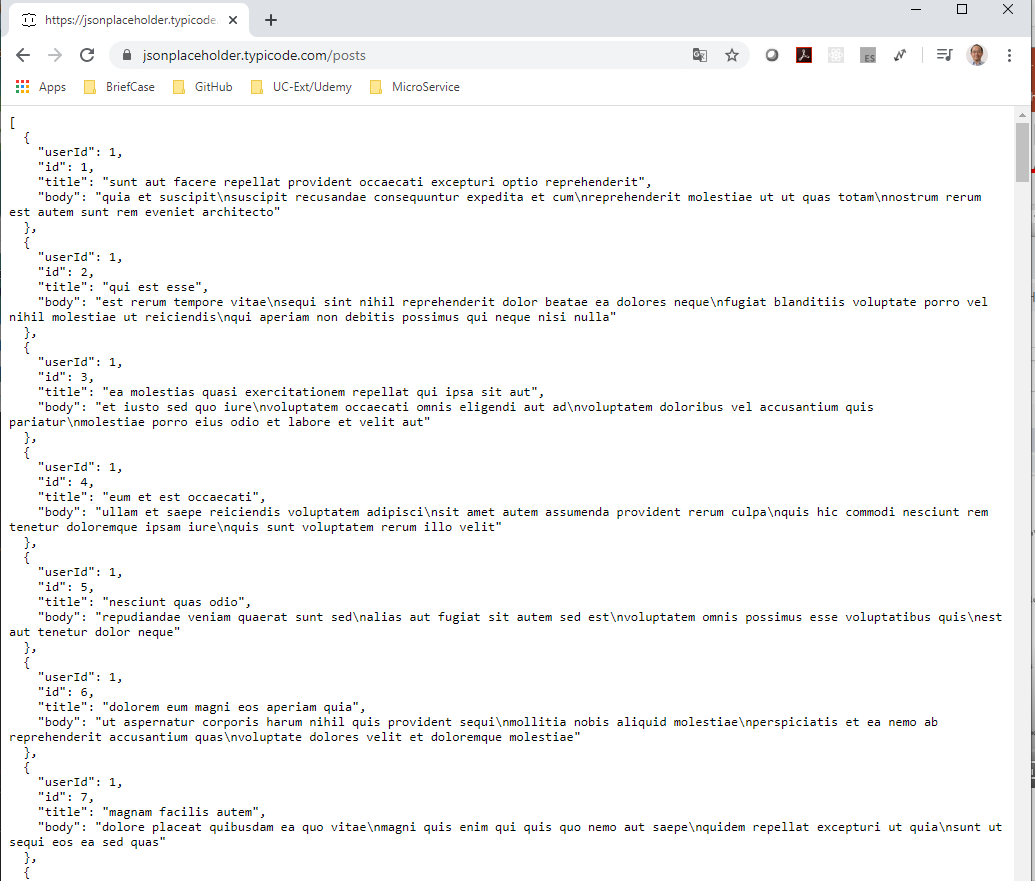 https://jsonplaceholder.typicode.
jsonplaceholder.typicode.com/posts
ES
Apps BriefCase GitHub UC-Ext/Udemy MicroService
[
  {
    "userId": 1,
    "id": 1,
    "title": "sunt aut facere repellat provident occaecati excepturi optio reprehenderit",
    "body": "quia et suscipit\nsuscipit recusandae consequuntur expedita et cum\nreprehenderit molestiae ut ut quas totam\nnostrum rerum
est autem sunt rem eveniet architecto"
  },
  {
    "userId": 1,
    "id": 2,
    "title": "qui est esse",
    "body": "est rerum tempore vitae\nsequi sint nihil reprehenderit dolor beatae ea dolores neque\nfugiat blanditiis voluptate porro vel
nihil molestiae ut reiciendis\nqui aperiam non debitis possimus qui neque nisi nulla"
  },
  {
    "userId": 1,
    "id": 3,
    "title": "ea molestias quasi exercitationem repellat qui ipsa sit aut",
    "body": "et iusto sed quo iure\nvoluptatem occaecati omnis eligendi aut ad\nvoluptatem doloribus vel accusantium quis
pariatur\nmolestiae porro eius odio et labore et velit aut"
  },
  {
    "userId": 1,
    "id": 4,
    "title": "eum et est occaecati",
    "body": "ullam et saepe reiciendis voluptatem adipisci\nsit amet autem assumenda provident rerum culpa\nquis hic commodi nesciunt rem
tenetur doloremque ipsam iure\nquis sunt voluptatem rerum illo velit"
  },
  {
    "userId": 1,
    "id": 5,
    "title": "nesciunt quas odio",
    "body": "repudiandae veniam quaerat sunt sed\nalias aut fugiat sit autem sed est\nvoluptatem omnis possimus esse voluptatibus quis\nest
aut tenetur dolor neque"
  },
  {
    "userId": 1,
    "id": 6,
    "title": "dolorem eum magni eos aperiam quia",
    "body": "ut aspernatur corporis harum nihil quis provident sequi\nmollitia nobis aliquid molestiae\nperspiciatis et ea nemo ab
reprehenderit accusantium quas\nvoluptate dolores velit et doloremque molestiae"
  },
  {
    "userId": 1,
    "id": 7,
    "title": "magnam facilis autem",
    "body": "dolore placeat quibusdam ea quo vitae\nmagni quis enim qui quis quo nemo aut saepe\nquidem repellat excepturi ut quia\nsunt ut
sequi eos ea sed quas"
  },
  {